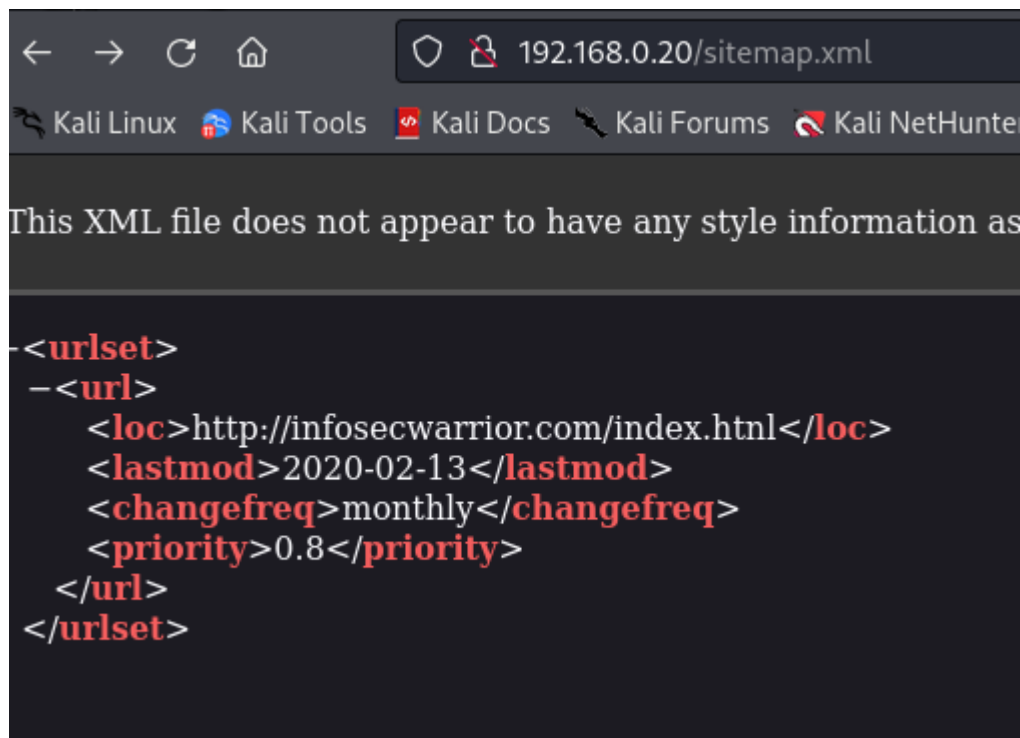 192.168.0.20/sitemap.xml
Kali Linux Kali Tools Kali Docs Kali Forums Kali NetHunter
This XML file does not appear to have any style information as
-<urlset>
−<url>
<loc>http://infosecwarrior.com/index.htnl</loc>
<lastmod>2020-02-13</lastmod>
<changefreq>monthly</changefreq>
<priority>0.8</priority>
</url>
</urlset>